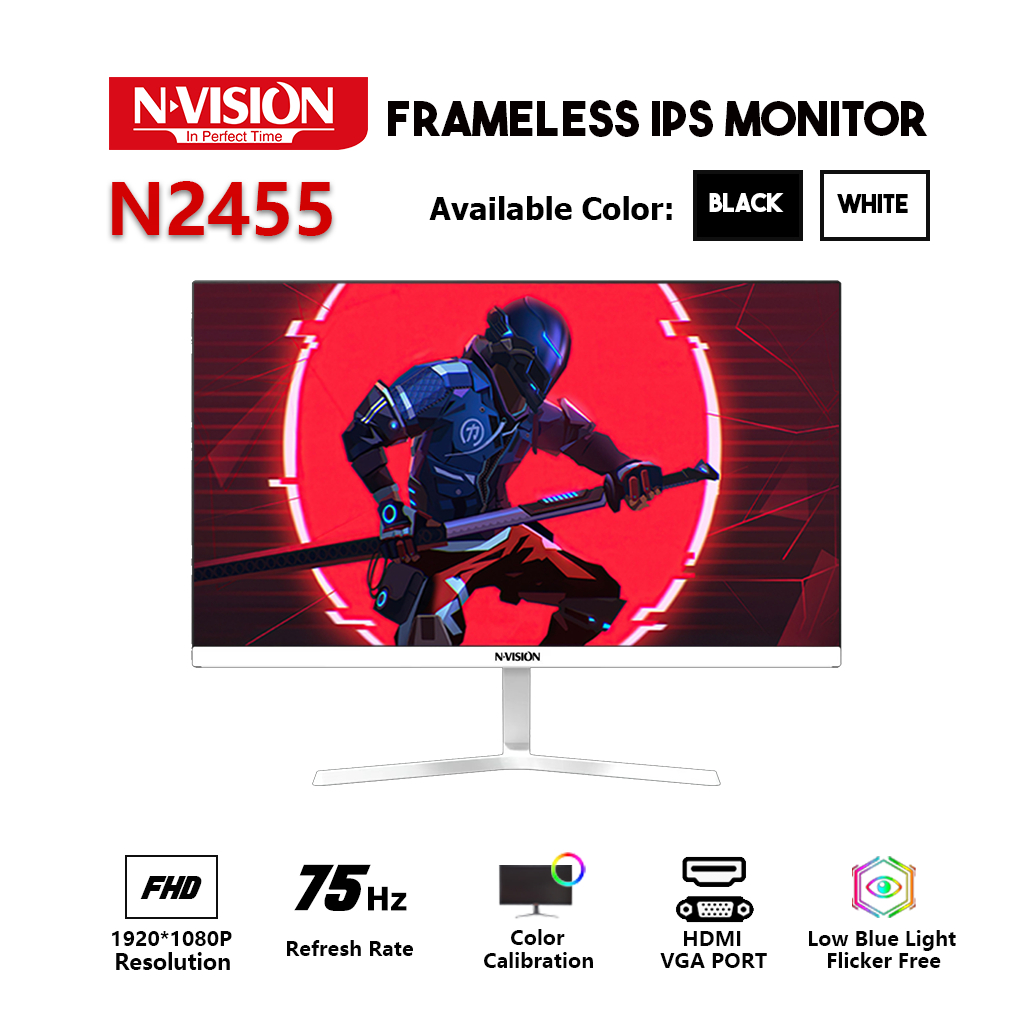 N-VISION
In Perfect Time
FRAMELESS IPS MONITOR
N2455
Available Color:
BLACK
WHITE
N-VISION
FHD
1920*1080P
Resolution
75Hz
Refresh Rate
Color
Calibration
HDMI
VGA PORT
Low Blue Light
Flicker Free